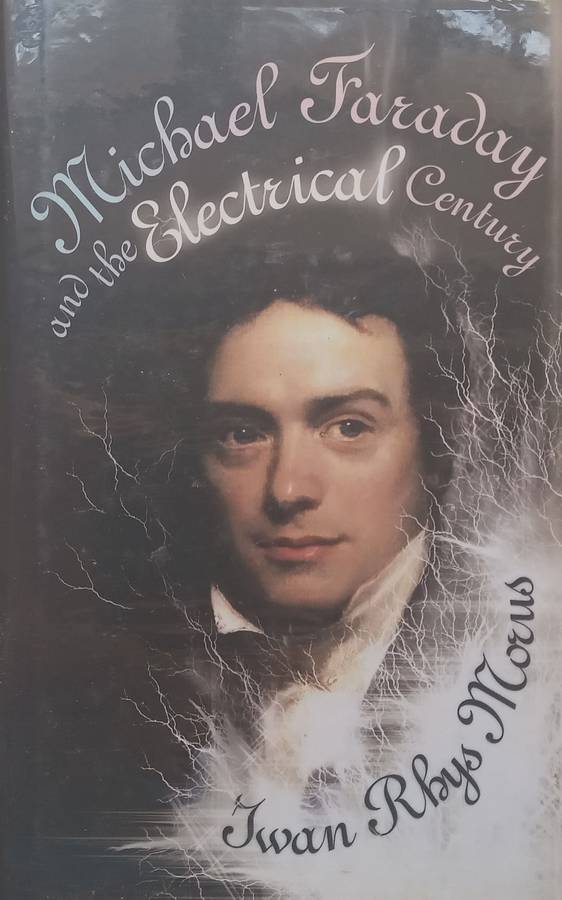 Michael Faraday
and the Electrical Century
Iwan Rhys Morus